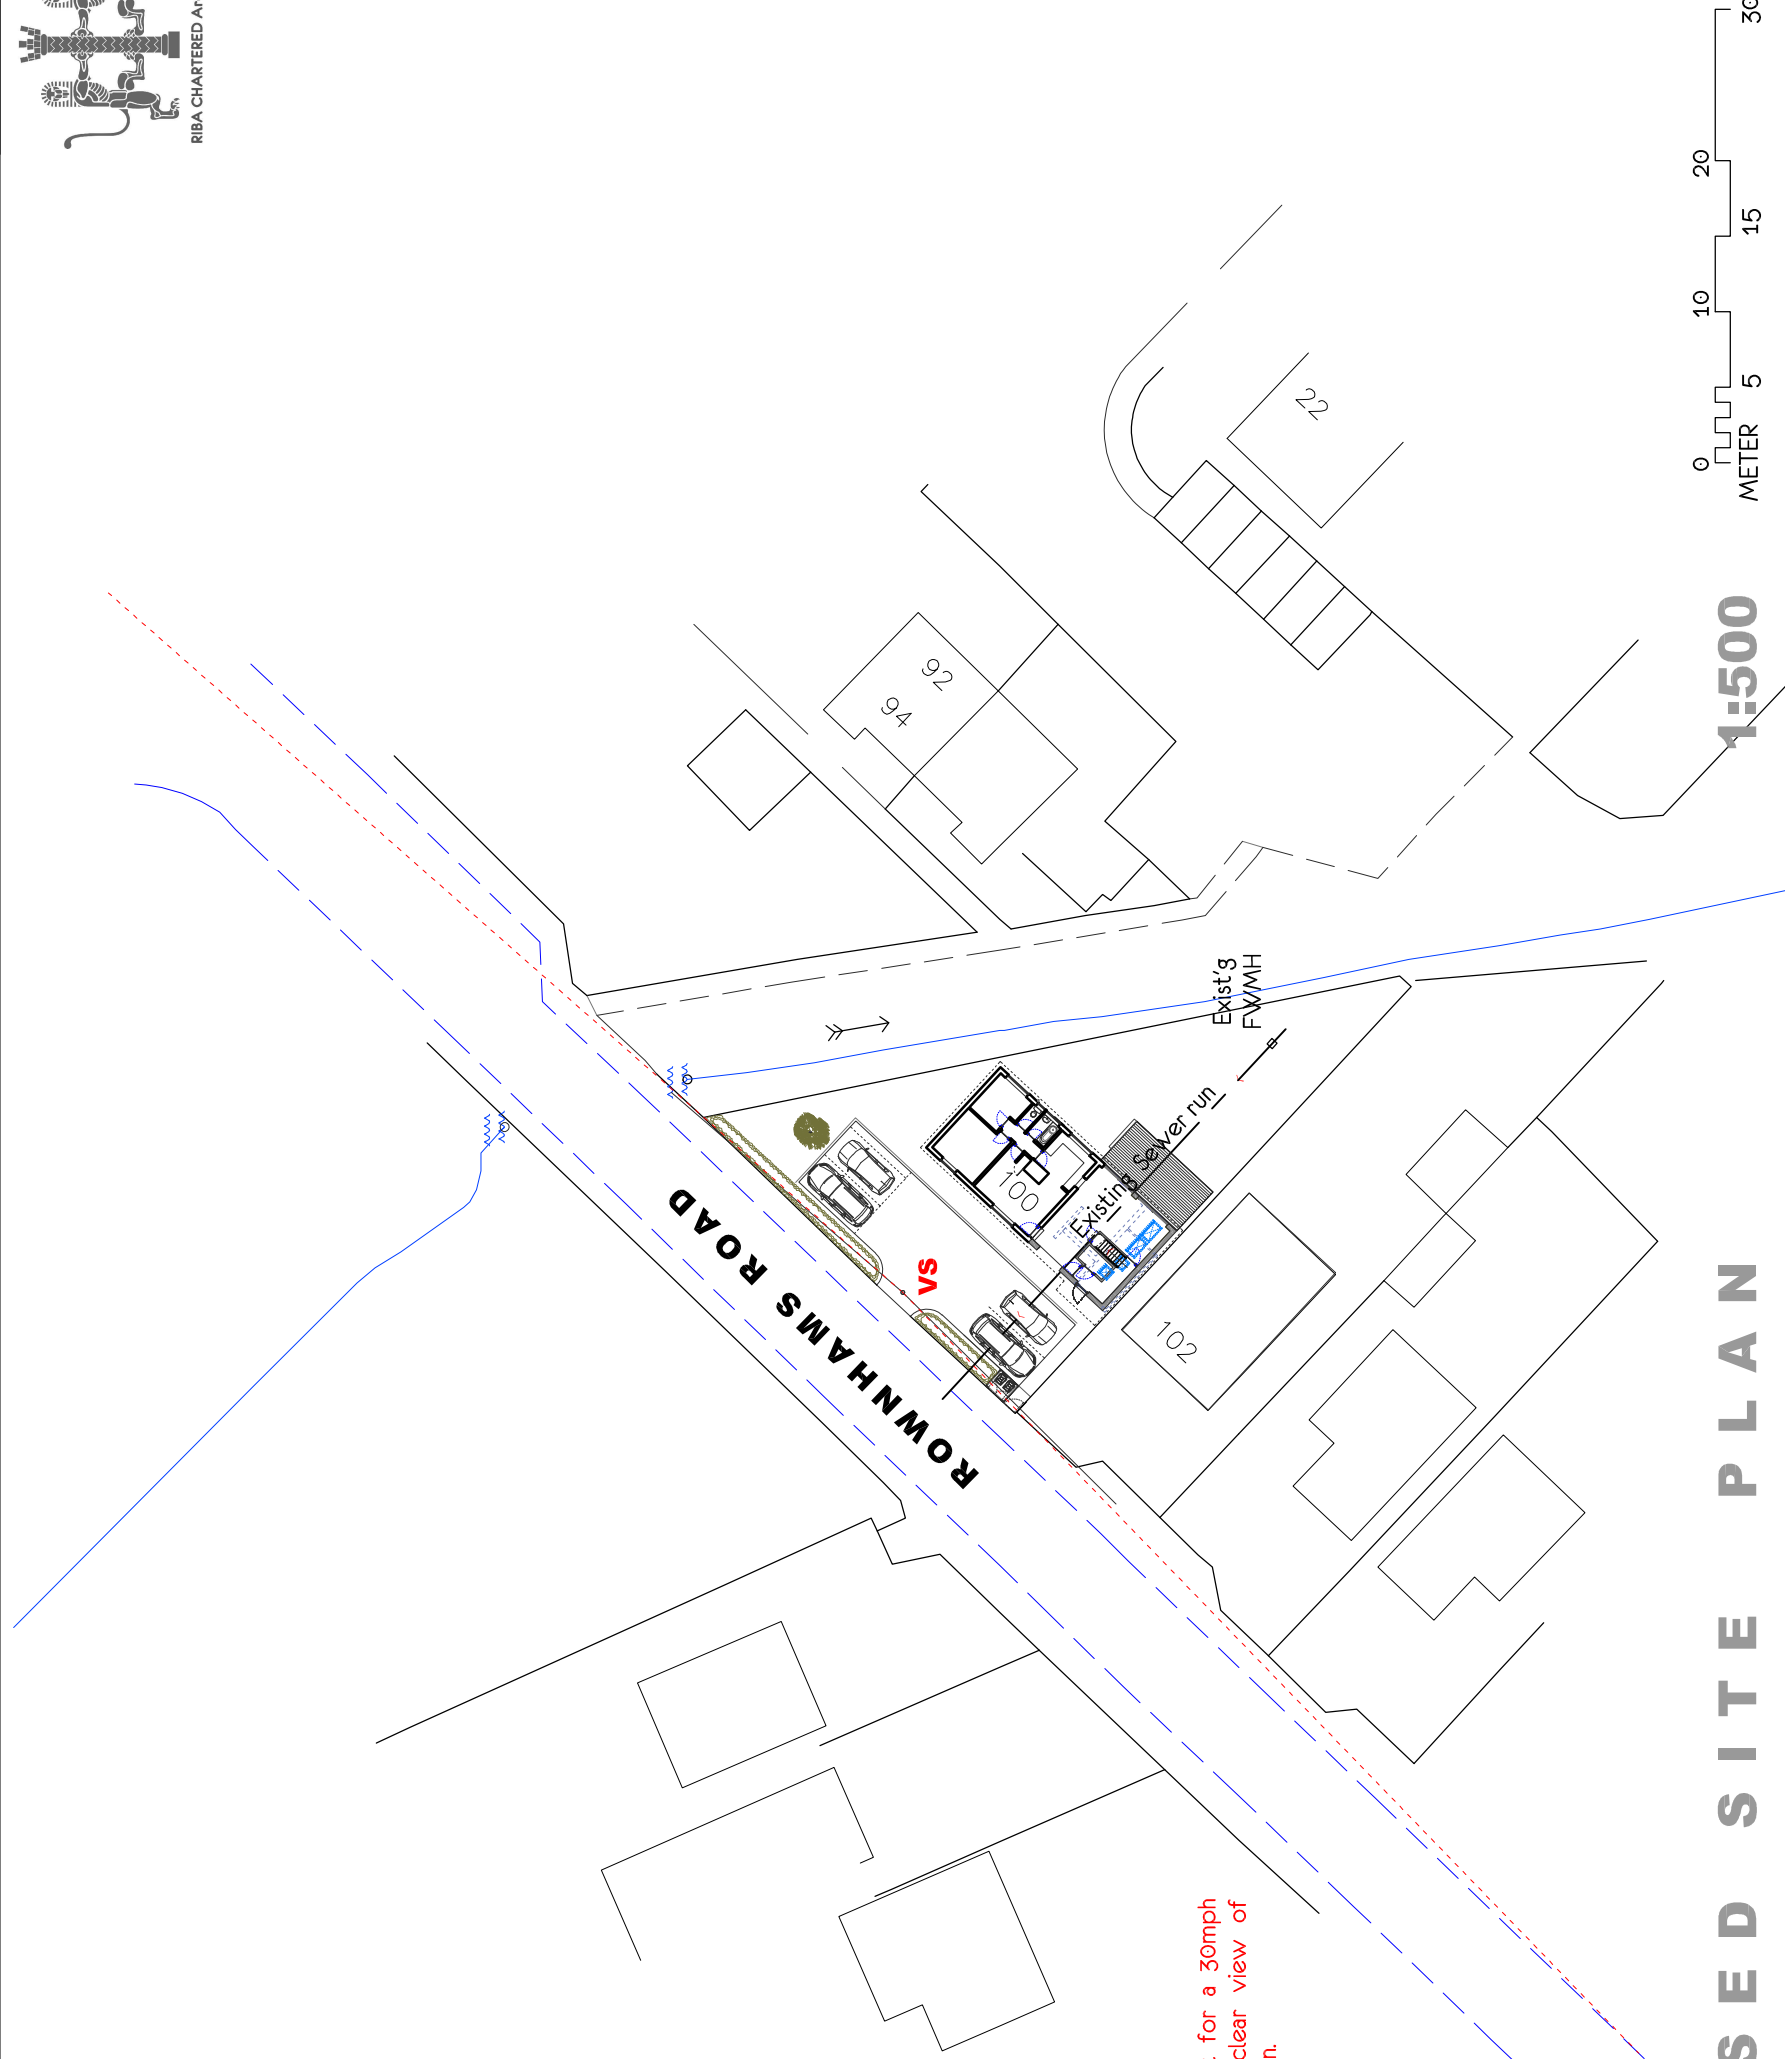 RIBA CHARTERED
ROWNHAMS ROAD
vs
100
102
94
92
22
Existing Sewer run
Exist'g
FWMH
. for a 30mph
clear view of
n.
SED SITE PLAN 1:500
0 5 10 15 20 30
METER